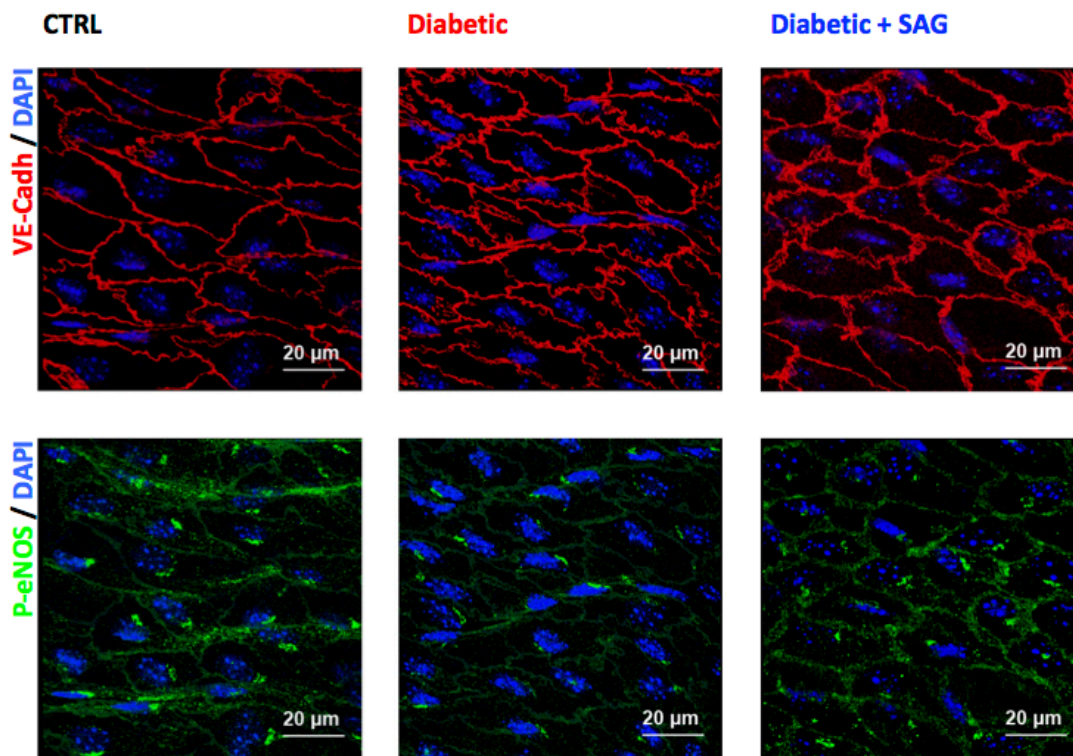 CTRL
Diabetic
Diabetic + SAG
VE-Cadh / DAPI
20 µm
20 µm
20 µm
P-eNOS / DAPI
20 µm
20 µm
20 µm